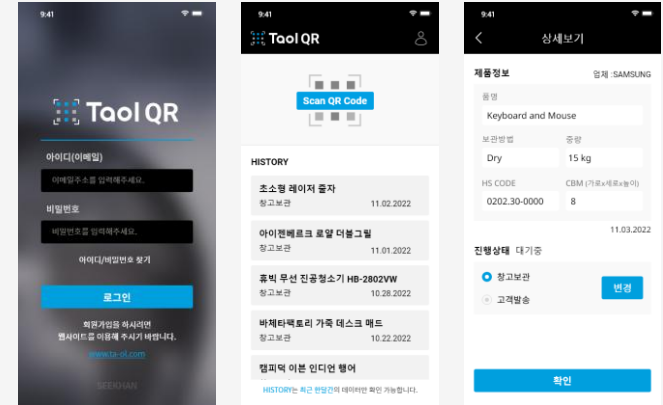 9:41
Taol QR
아이디(이메일)
이메일주소를 입력해주세요.
비밀번호
비밀번호를 입력해주세요.
아이디/비밀번호 찾기
로그인
회원가입을 하시려면
웹사이트를 이용해 주시기 바랍니다.
www.ta-ol.com
SEEKHAN
9:41
Taol QR
Scan QR Code
HISTORY
초소형 레이저 줄자
창고보관 11.02.2022
아이젠베르크 로얄 더블그릴
창고보관 11.01.2022
휴빅 무선 진공청소기 HB-2802VW
창고보관 10.28.2022
바체타팩토리 가죽 데스크 매트
창고보관 10.22.2022
캠피덕 이본 인디언 행어
HISTORY는 최근 한달간의 데이터만 확인 가능합니다.
9:41
상세보기
제품정보 업체 :SAMSUNG
품명
Keyboard and Mouse
보관방법 중량
Dry 15 kg
HS CODE CBM (가로x세로x높이)
0202.30-0000 8
11.03.2022
진행상태 대기중
창고보관
고객발송
변경
확인